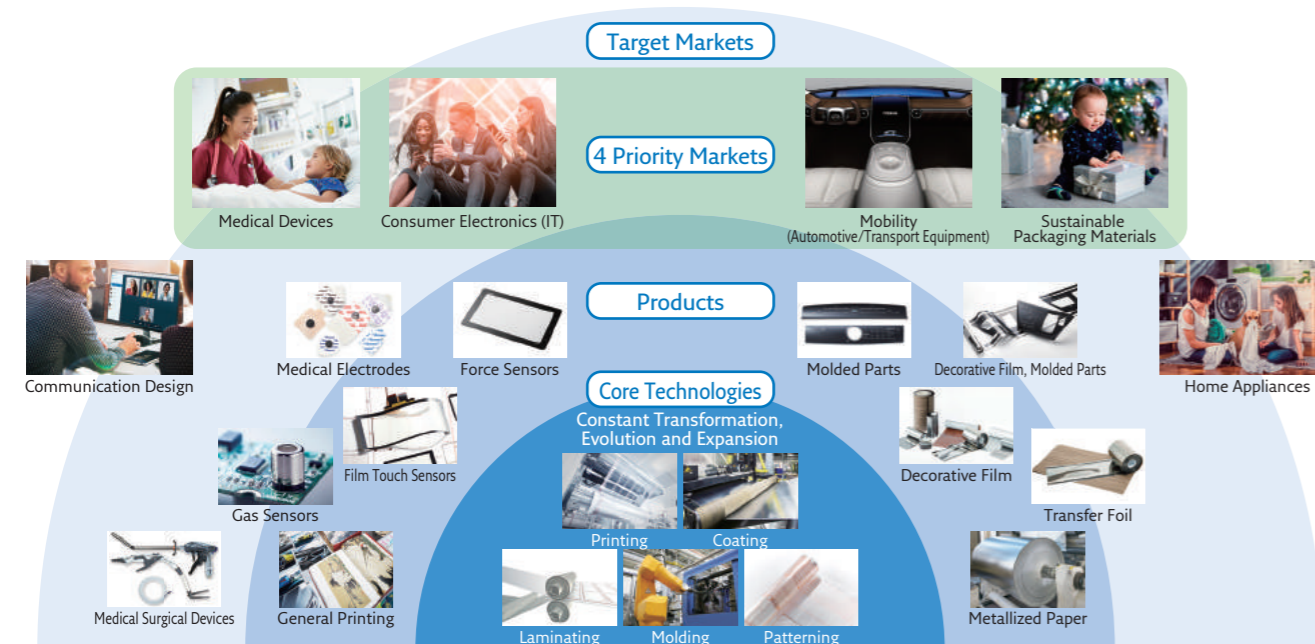 Target Markets
4 Priority Markets
Medical Devices
Consumer Electronics (IT)
Mobility
(Automotive/Transport Equipment)
Sustainable
Packaging Materials
Communication Design
Home Appliances
Products
Medical Electrodes
Force Sensors
Molded Parts
Decorative Film, Molded Parts
Film Touch Sensors
Decorative Film
Gas Sensors
Transfer Foil
Medical Surgical Devices
General Printing
Metallized Paper
Core Technologies
Constant Transformation,
Evolution and Expansion
Printing
Coating
Laminating
Molding
Patterning